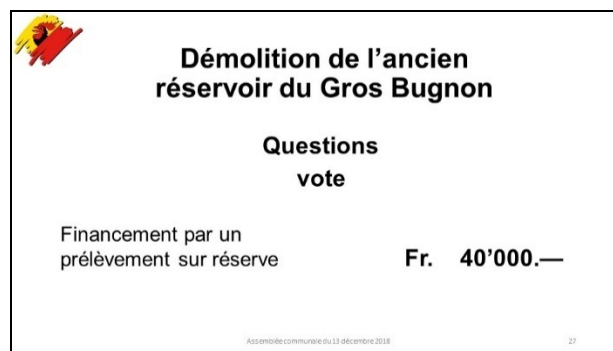 Démolition de l’ancien
réservoir du Gros Bugnon
Questions
vote
Financement par un
prélèvement sur réserve Fr. 40’000.—
Assemblée communale du 13 décembre 2018 27